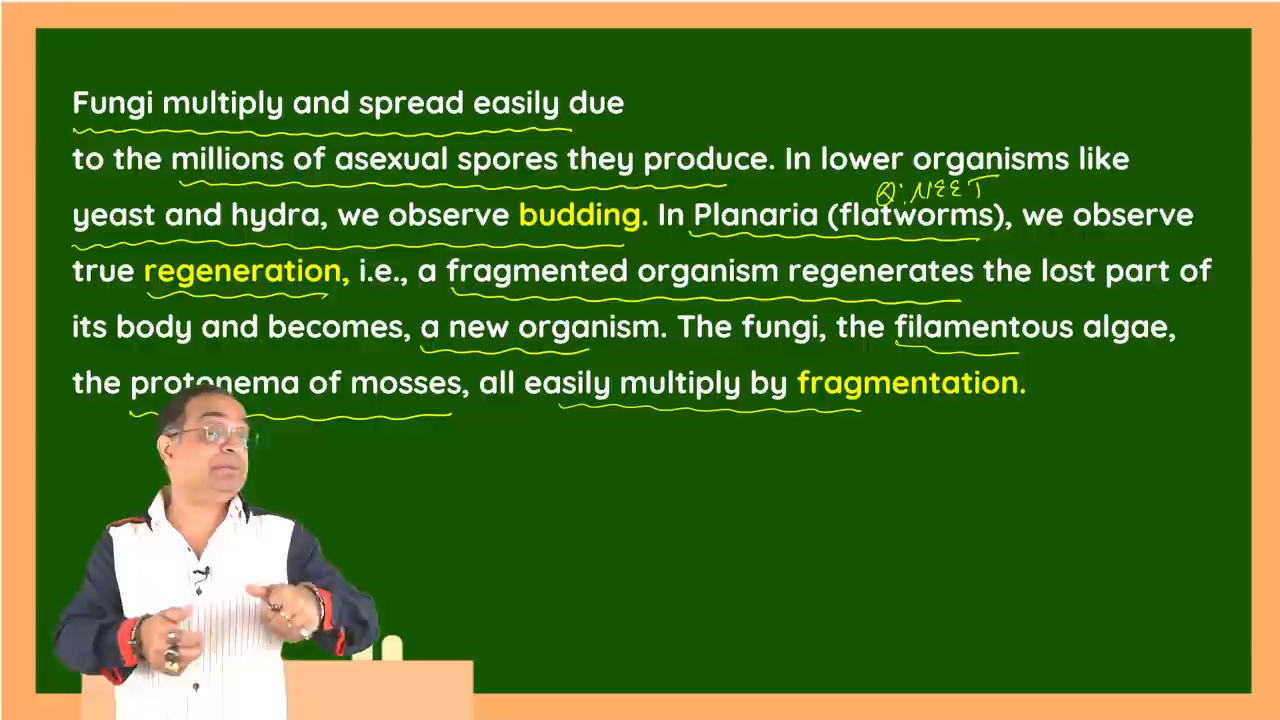 Fungi multiply and spread easily due
to the millions of asexual spores they produce. In lower organisms like
Q: NEET
yeast and hydra, we observe budding. In Planaria (flatworms), we observe
true regeneration, i.e., a fragmented organism regenerates the lost part of
its body and becomes, a new organism. The fungi, the filamentous algae,
the protonema of mosses, all easily multiply by fragmentation.